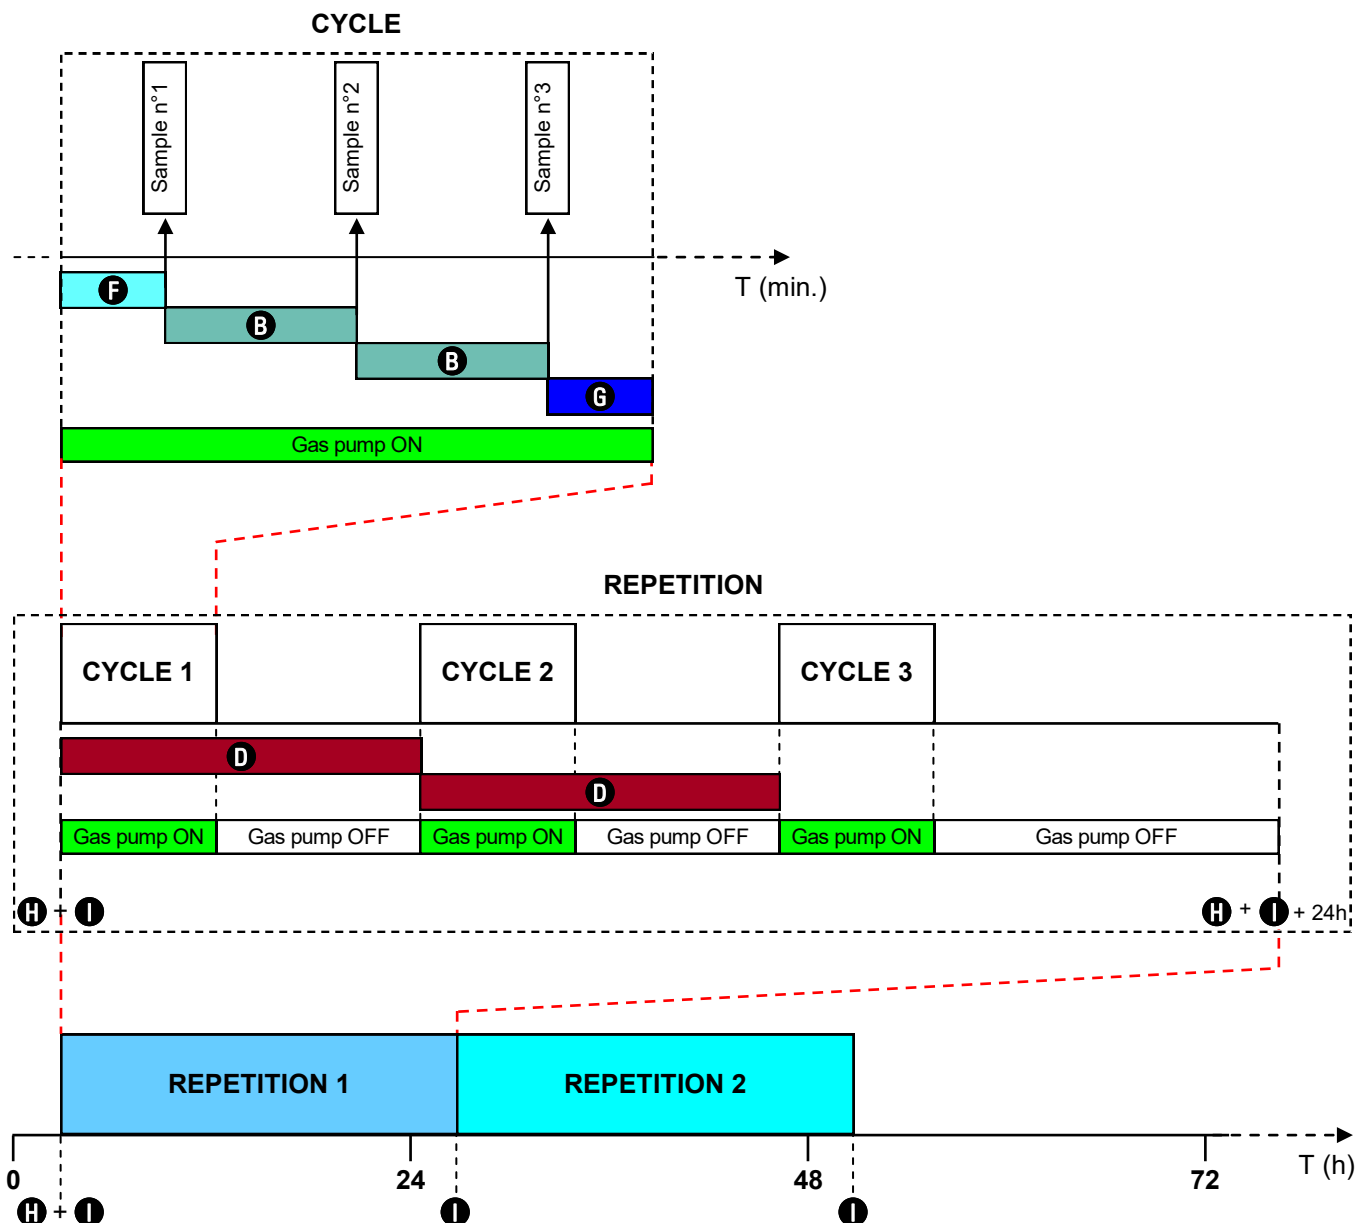 CYCLE
Sample n°1
Sample n°2
Sample n°3
T (min.)
F
B
B
G
Gas pump ON
REPETITION
CYCLE 1
CYCLE 2
CYCLE 3
D
D
Gas pump ON
Gas pump OFF
Gas pump ON
Gas pump OFF
Gas pump ON
Gas pump OFF
H + I
H + I + 24h
REPETITION 1
REPETITION 2
0
24
48
72
T (h)
H + I
I
I